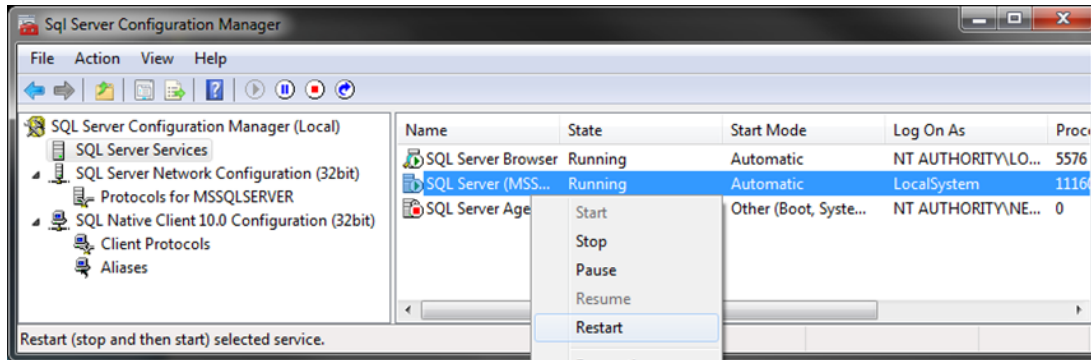 Sql Server Configuration Manager
File Action View Help
SQL Server Configuration Manager (Local)
SQL Server Services
SQL Server Network Configuration (32bit)
Protocols for MSSQLSERVER
SQL Native Client 10.0 Configuration (32bit)
Client Protocols
Aliases
Name State Start Mode Log On As Proc
SQL Server Browser Running Automatic NT AUTHORITY\LO... 5576
SQL Server (MSS... Running Automatic LocalSystem 11160
SQL Server Age Other (Boot, Syste... NT AUTHORITY\NE... 0
Start
Stop
Pause
Resume
Restart
Restart (stop and then start) selected service.